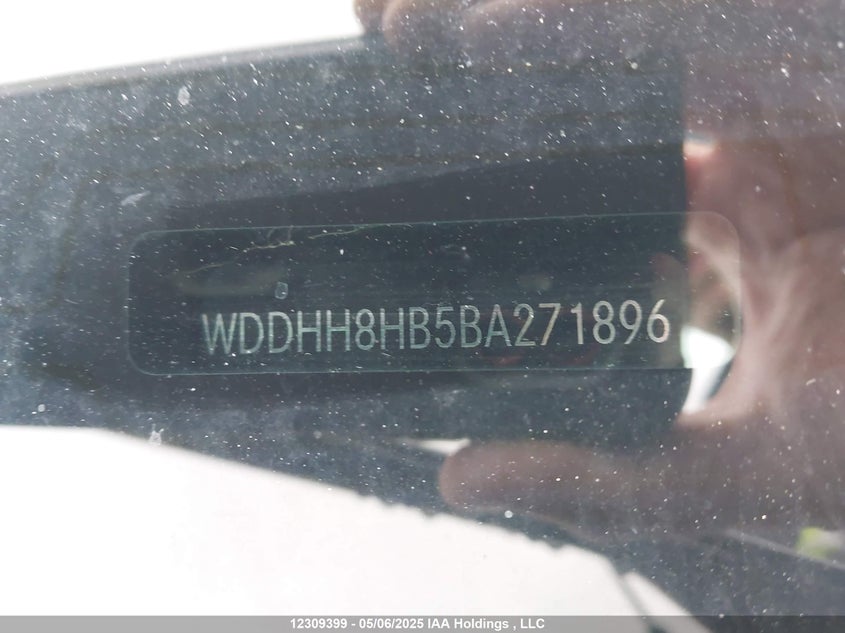 WDDHH8HB5BA271896
12309399 - 05/06/2025 IAA Holdings , LLC